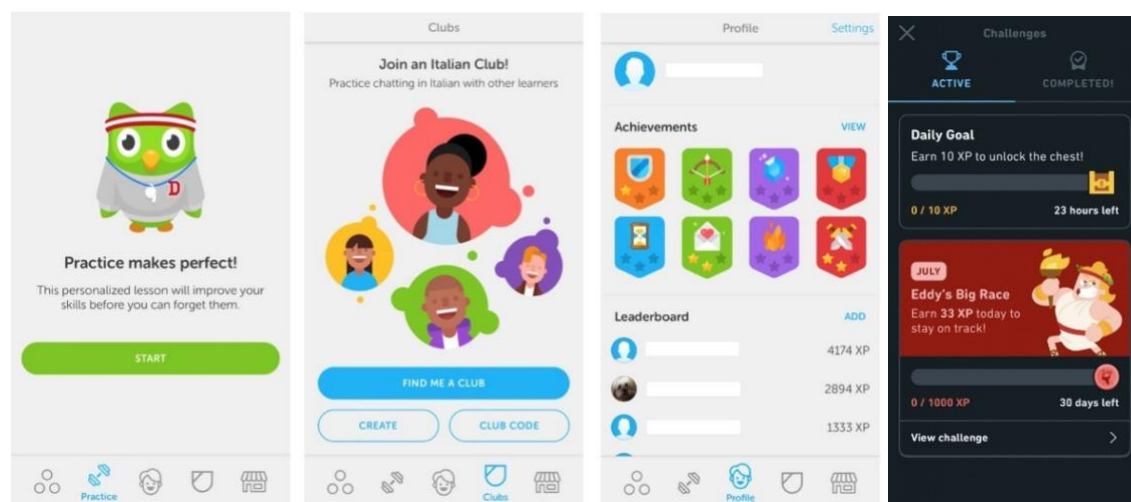 D
Practice makes perfect!
This personalized lesson will improve your
skills before you can forget them.
START
Practice
Clubs
Join an Italian Club!
Practice chatting in Italian with other learners
FIND ME A CLUB
CREATE
CLUB CODE
Clubs
Profile
Settings
Achievements
VIEW
Leaderboard
ADD
4174 XP
2894 XP
1333 XP
Profile
Challenges
ACTIVE
COMPLETED!
Daily Goal
Earn 10 XP to unlock the chest!
0 / 10 XP
23 hours left
JULY
Eddy's Big Race
Earn 33 XP today to
stay on track!
0 / 1000 XP
30 days left
View challenge